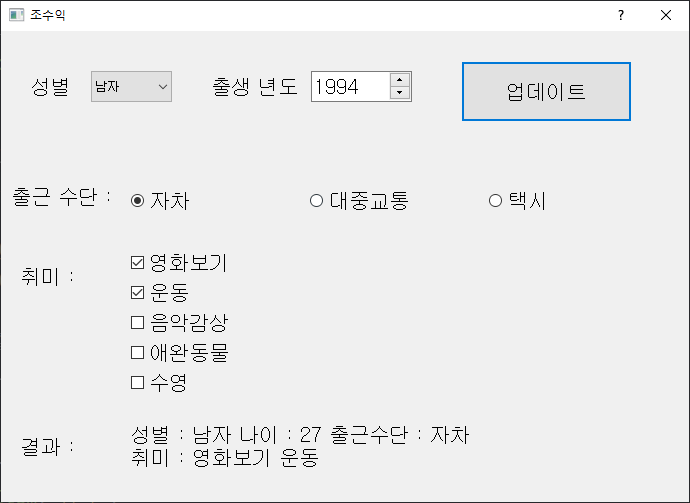 조수익
성별 남자 출생 년도 1994 업데이트
출근 수단 : 자차 대중교통 택시
취미 : 영화보기
운동
음악감상
애완동물
수영
결과 : 성별 : 남자 나이 : 27 출근수단 : 자차
취미 : 영화보기 운동